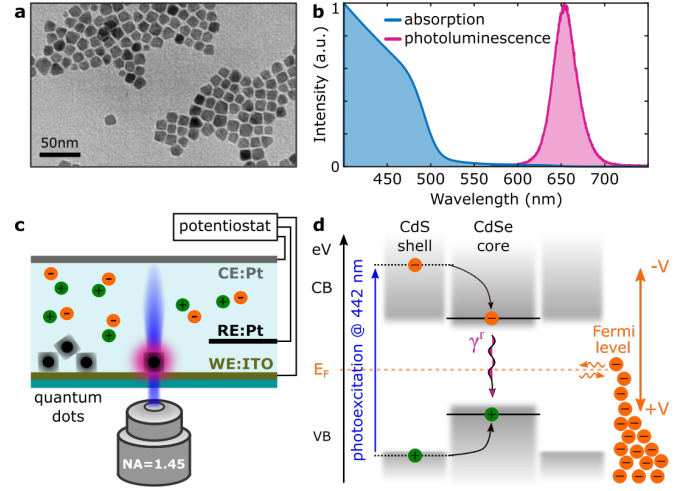 a
50nm
b
absorption
photoluminescence
Intensity (a.u.)
1
0
450 500 550 600 650 700
Wavelength (nm)
c
potentiostat
CE:Pt
RE:Pt
WE:ITO
quantum
dots
NA=1.45
d
eV
CdS
shell
CdSe
core
CB
photoexcitation @ 442 nm
γʳ
E_F
VB
-V
Fermi
level
+V